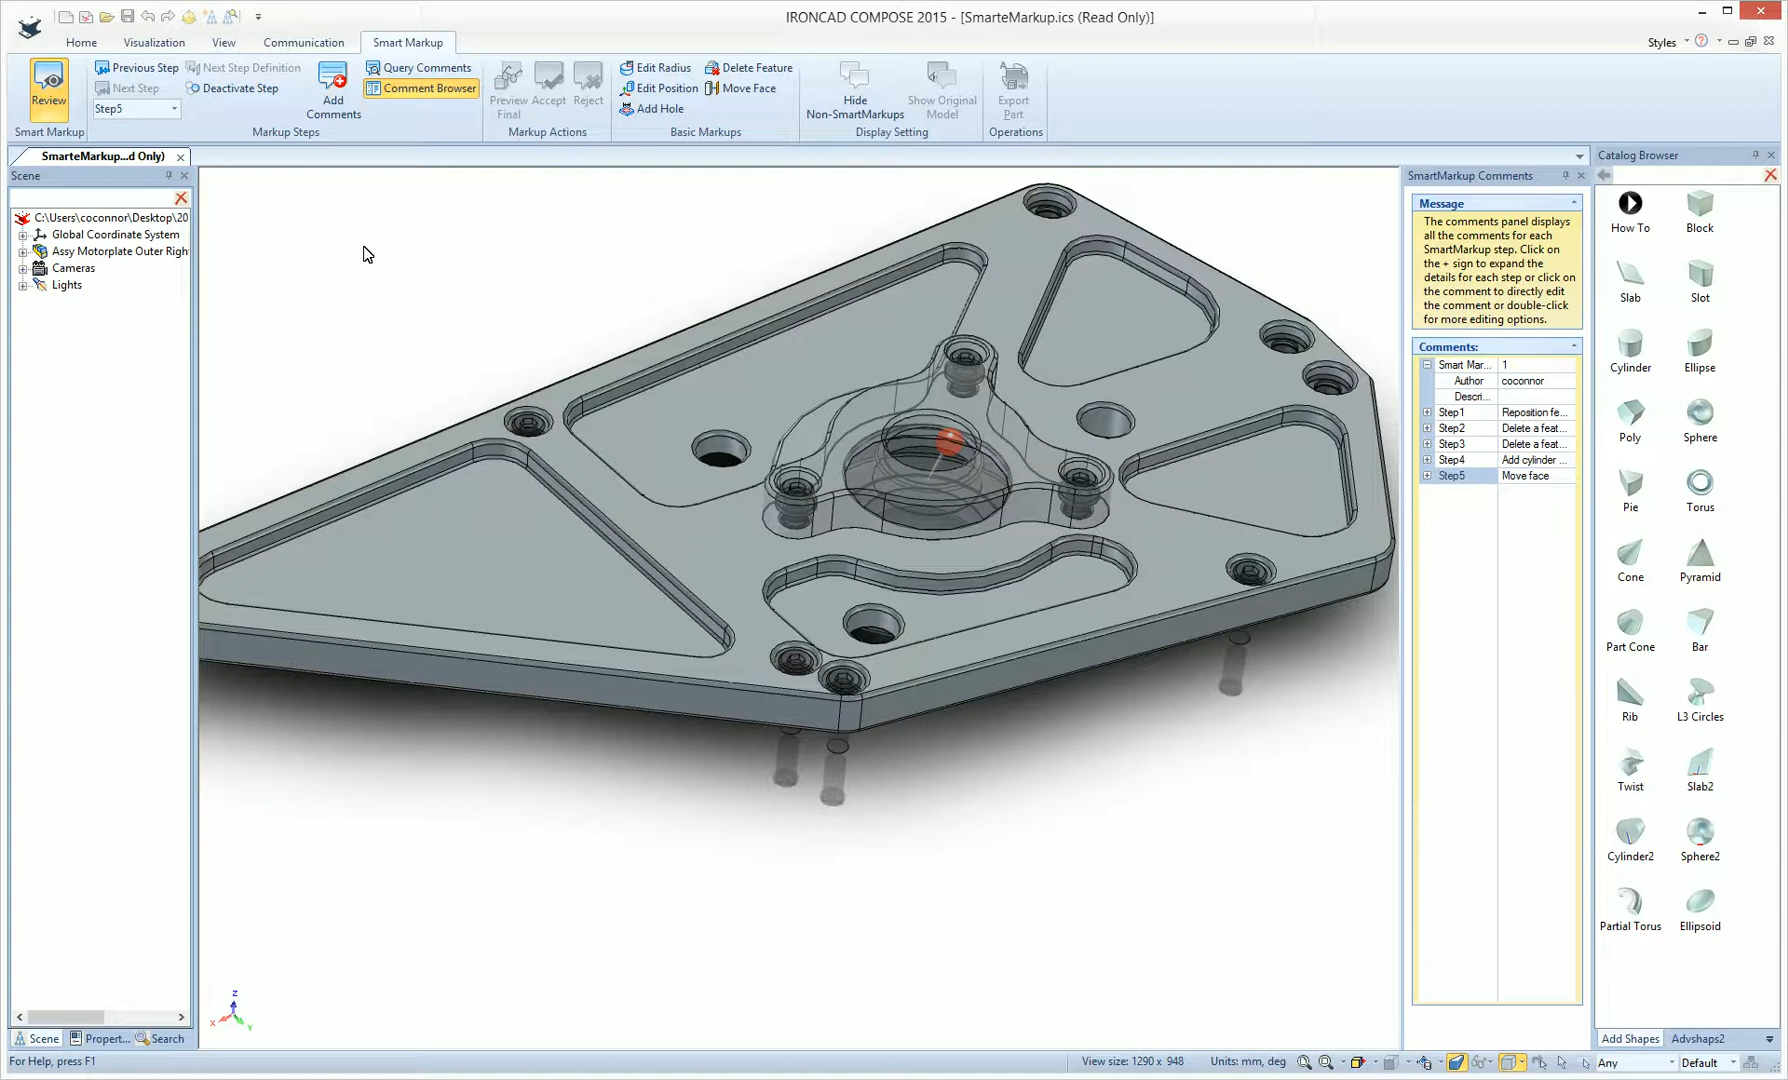 IRONCAD COMPOSE 2015 - [SmarteMarkup.ics (Read Only)]
Home
Visualization
View
Communication
Smart Markup
Styles
Review
Smart Markup
Previous Step
Next Step
Step5
Next Step Definition
Deactivate Step
Markup Steps
Add
Comments
Query Comments
Comment Browser
Preview
Final
Accept
Reject
Markup Actions
Edit Radius
Edit Position
Add Hole
Delete Feature
Move Face
Basic Markups
Hide
Non-SmartMarkups
Show Original
Model
Display Setting
Export
Part
Operations
SmarteMarkup...d Only)
Scene
C:\Users\coconnor\Desktop\20
Global Coordinate System
Assy Motorplate Outer Righ
Cameras
Lights
Scene
Propert...
Search
Z
X
Y
SmartMarkup Comments
Message
The comments panel displays
all the comments for each
SmartMarkup step. Click on
the + sign to expand the
details for each step or click on
the comment to directly edit
the comment or double-click
for more editing options.
Comments:
Smart Mar... 1
Author coconnor
Descri...
Step1 Reposition fe...
Step2 Delete a feat...
Step3 Delete a feat...
Step4 Add cylinder ...
Step5 Move face
Catalog Browser
How To
Block
Slab
Slot
Cylinder
Ellipse
Poly
Sphere
Pie
Torus
Cone
Pyramid
Part Cone
Bar
Rib
L3 Circles
Twist
Slab2
Cylinder2
Sphere2
Partial Torus
Ellipsoid
Add Shapes
Advshaps2
For Help, press F1
View size: 1290 x 948
Units: mm, deg
Any
Default